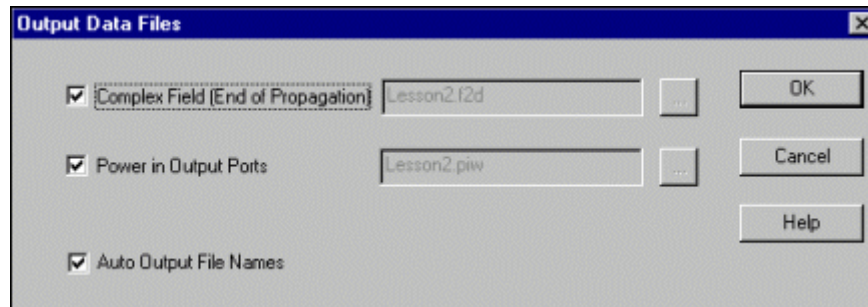 Output Data Files
Complex Field (End of Propagation) Lesson2.f2d ... OK
Power in Output Ports Lesson2.piw ... Cancel
Help
Auto Output File Names